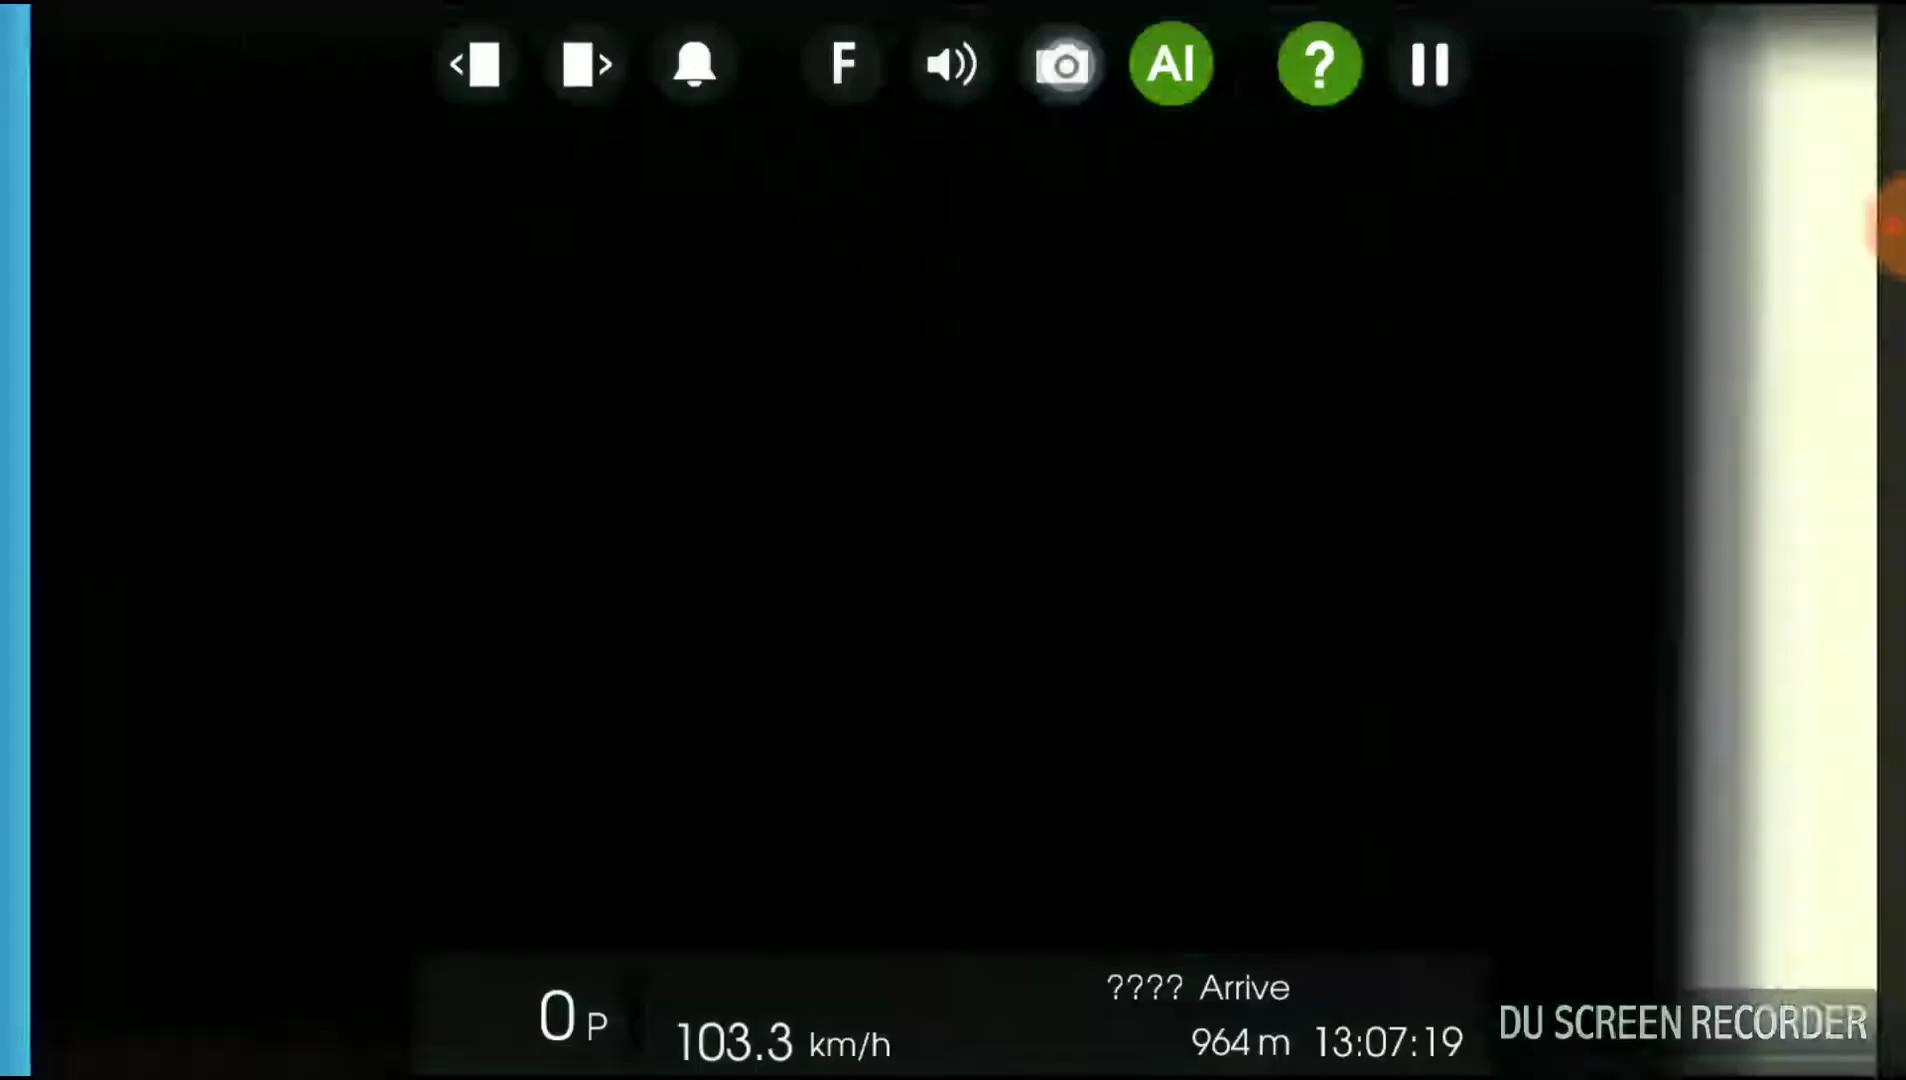 F
AI
?
0 P
103.3 km/h
???? Arrive
964 m 13:07:19
DU SCREEN RECORDER